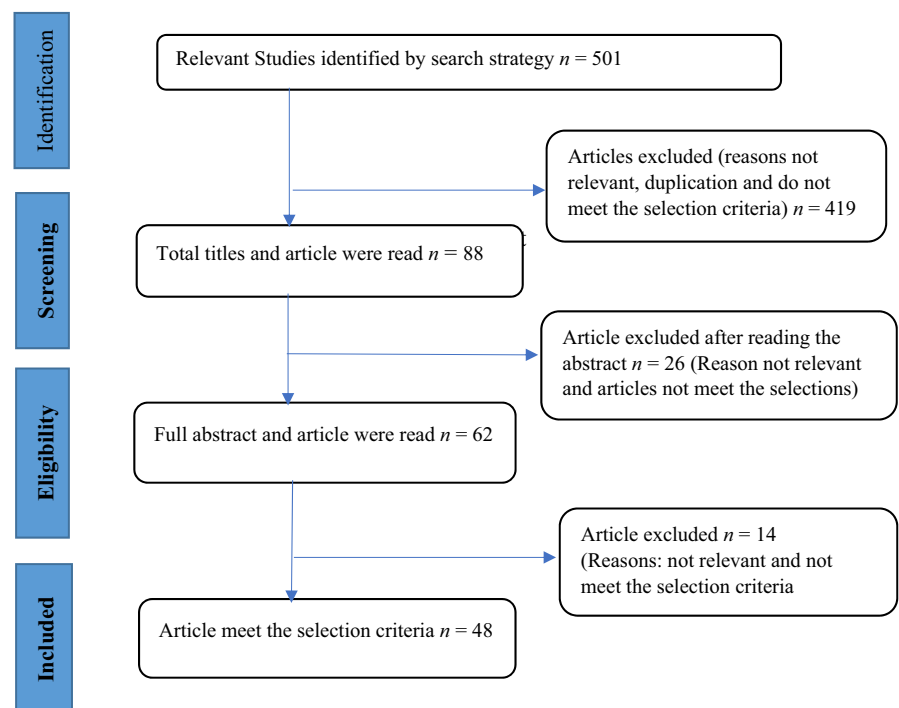 Identification
Relevant Studies identified by search strategy n = 501
Articles excluded (reasons not
relevant, duplication and do not
meet the selection criteria) n = 419
Screening
Total titles and article were read n = 88
Article excluded after reading the
abstract n = 26 (Reason not relevant
and articles not meet the selections)
Eligibility
Full abstract and article were read n = 62
Article excluded n = 14
(Reasons: not relevant and not
meet the selection criteria
Included
Article meet the selection criteria n = 48